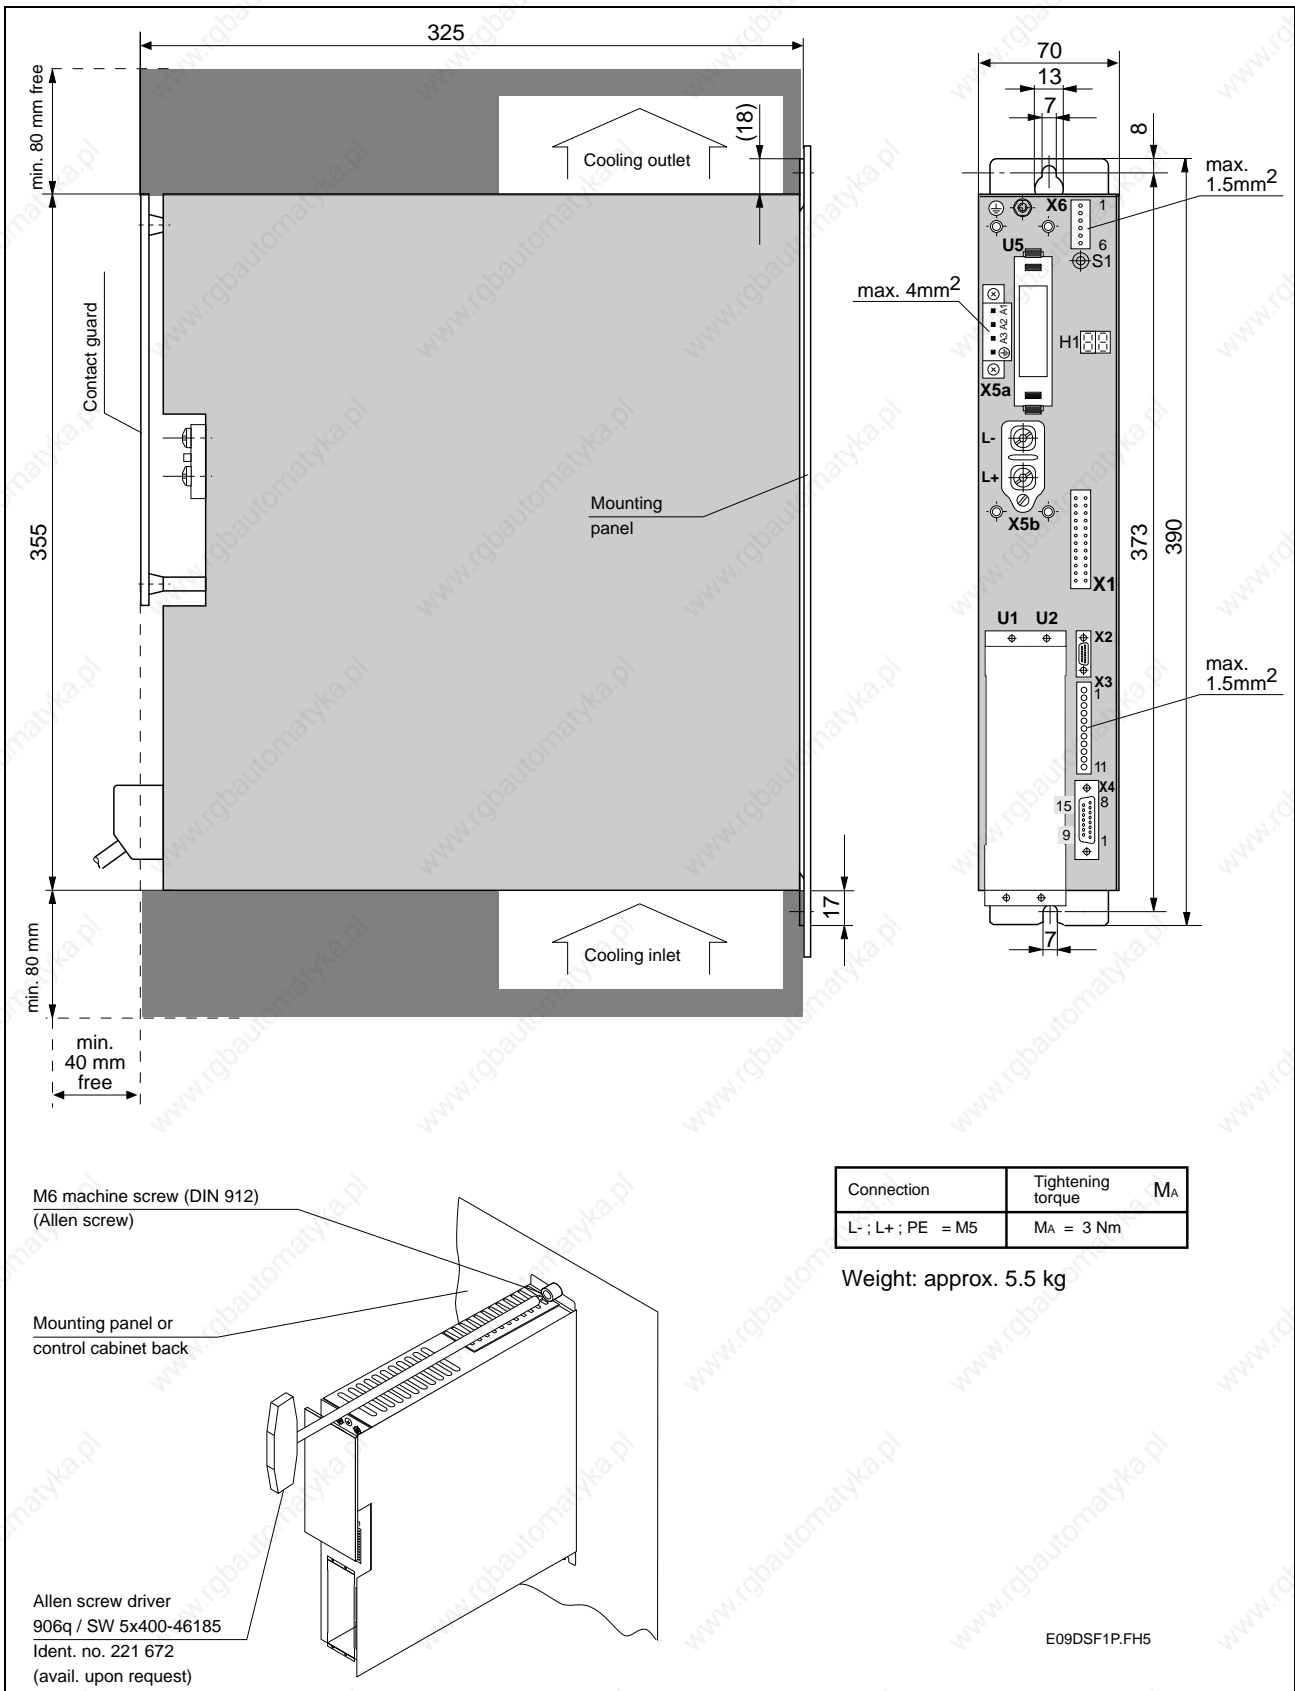 325
70
13
7
8
min. 80 mm free
(18)
Cooling outlet
max.
1.5mm2
X6
1
6
U5
S1
max. 4mm2
A1
A2
A3
H1
X5a
Contact guard
L-
L+
X5b
Mounting
panel
355
373
390
X1
U1 U2
X2
X3
1
max.
1.5mm2
11
X4
15
8
9
1
17
7
Cooling inlet
min. 80 mm
min.
40 mm
free
M6 machine screw (DIN 912)
(Allen screw)
Mounting panel or
control cabinet back
Connection
Tightening
torque
MA
L- ; L+ ; PE = M5
MA = 3 Nm
Weight: approx. 5.5 kg
Allen screw driver
906q / SW 5x400-46185
Ident. no. 221 672
(avail. upon request)
E09DSF1P.FH5
www.rgbautomatyka.pl